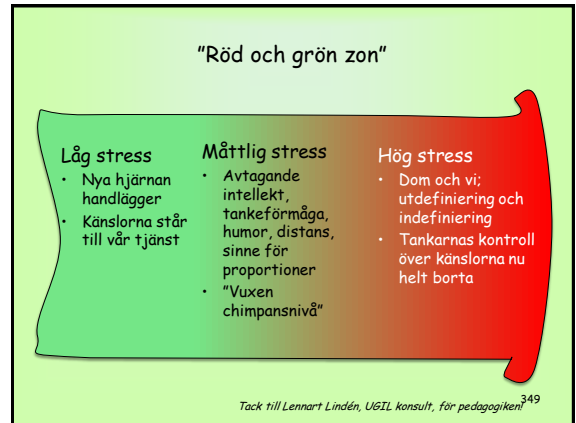 "Röd och grön zon"
Låg stress
• Nya hjärnan
handlägger
• Känslorna står
till vår tjänst
Måttlig stress
• Avtagande
intellekt,
tankeförmåga,
humor, distans,
sinne för
proportioner
• "Vuxen
chimpansnivå"
Hög stress
• Dom och vi;
utdefiniering och
indefiniering
• Tankarnas kontroll
över känslorna nu
helt borta
Tack till Lennart Lindén, UGIL konsult, för pedagogiken!
349